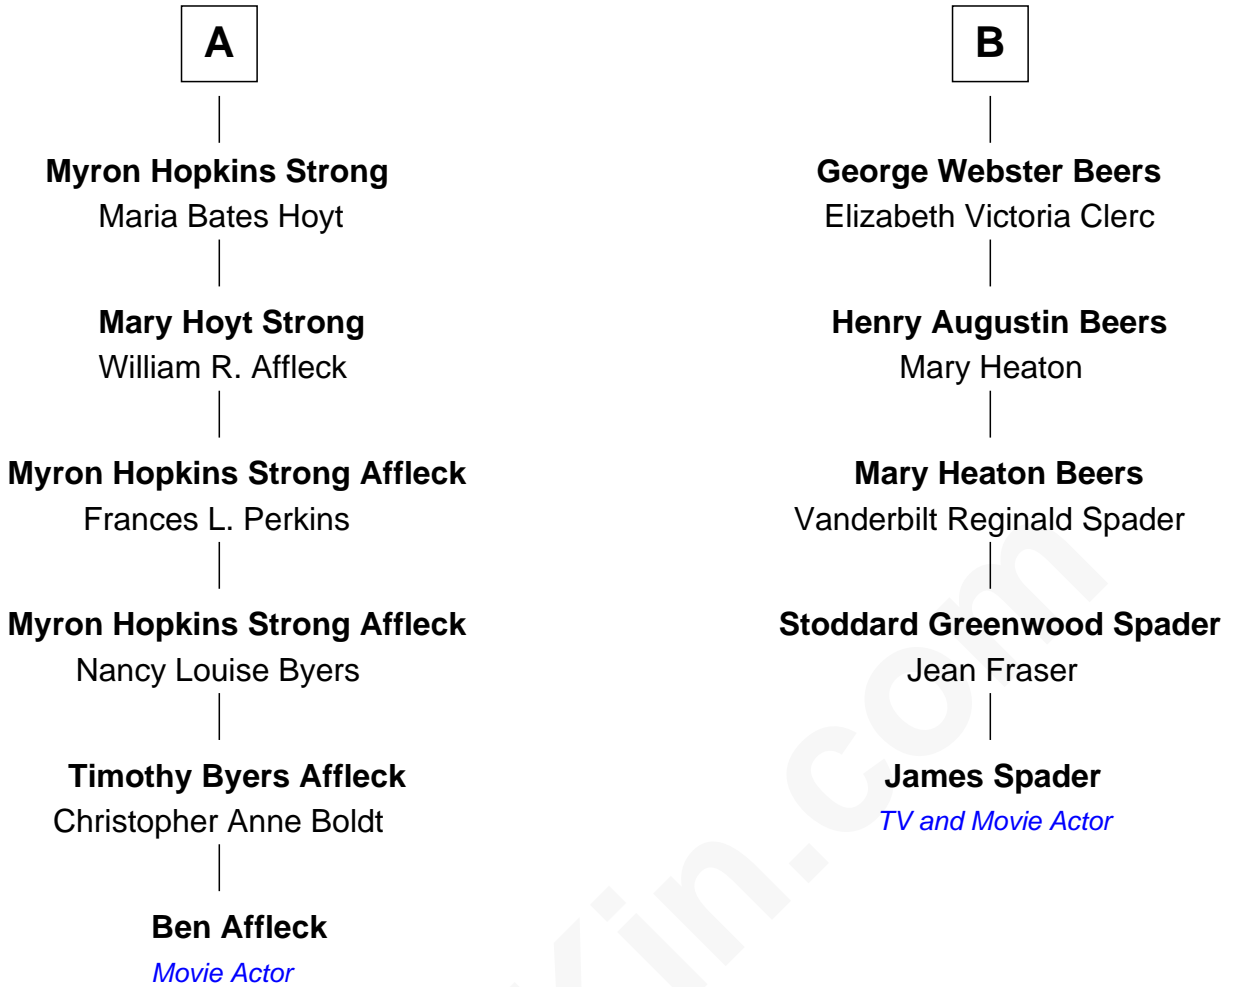 A
B
Myron Hopkins Strong
George Webster Beers
Maria Bates Hoyt
Elizabeth Victoria Clerc
Mary Hoyt Strong
Henry Augustin Beers
William R. Affleck
Mary Heaton
Myron Hopkins Strong Affleck
Mary Heaton Beers
Frances L. Perkins
Vanderbilt Reginald Spader
Myron Hopkins Strong Affleck
Stoddard Greenwood Spader
Nancy Louise Byers
Jean Fraser
Timothy Byers Affleck
James Spader
Christopher Anne Boldt
TV and Movie Actor
Ben Affleck
Movie Actor